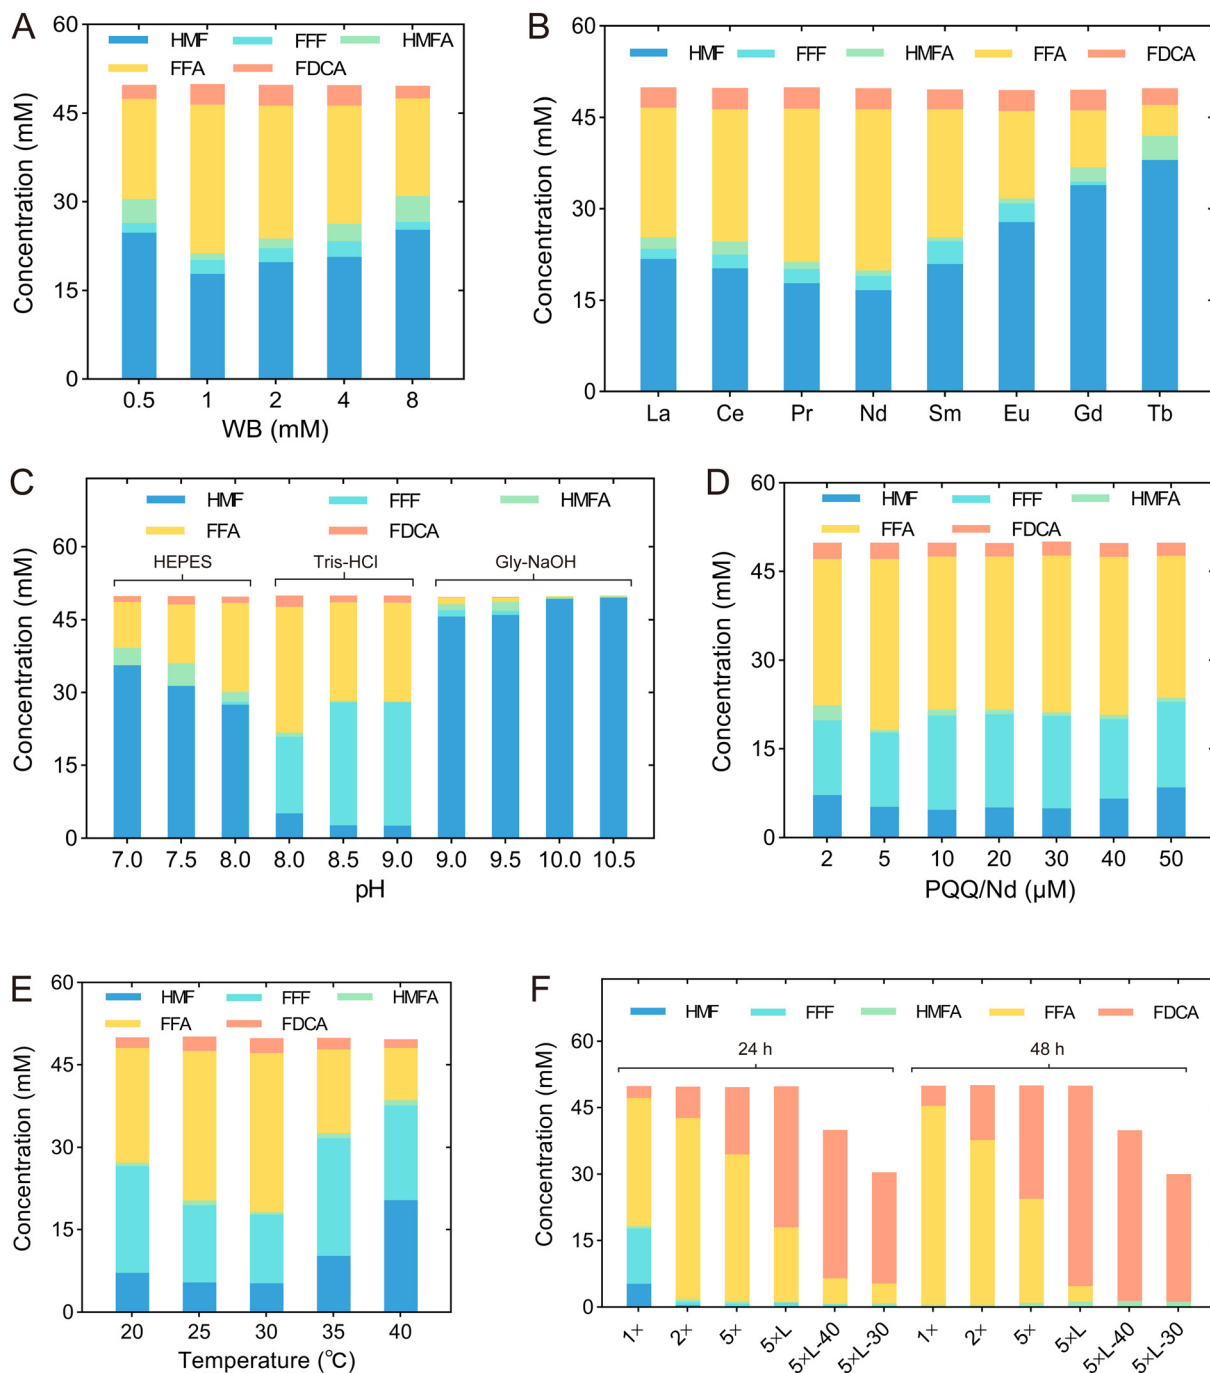 A
HMF FFF HMFA
FFA FDCA
Concentration (mM)
60
45
30
15
0
0.5 1 2 4 8
WB (mM)
B
HMF FFF HMFA FFA FDCA
Concentration (mM)
60
45
30
15
0
La Ce Pr Nd Sm Eu Gd Tb
C
HMF FFF HMFA
FFA FDCA
HEPES Tris-HCl Gly-NaOH
Concentration (mM)
60
45
30
15
0
7.0 7.5 8.0 8.0 8.5 9.0 9.0 9.5 10.0 10.5
pH
D
HMF FFF HMFA
FFA FDCA
Concentration (mM)
60
45
30
15
0
2 5 10 20 30 40 50
PQQ/Nd (μM)
E
HMF FFF HMFA
FFA FDCA
Concentration (mM)
60
45
30
15
0
20 25 30 35 40
Temperature (℃)
F
HMF FFF HMFA FFA FDCA
24 h 48 h
Concentration (mM)
60
45
30
15
0
1× 2× 5× 5×L 5×L-40 5×L-30 1× 2× 5× 5×L 5×L-40 5×L-30